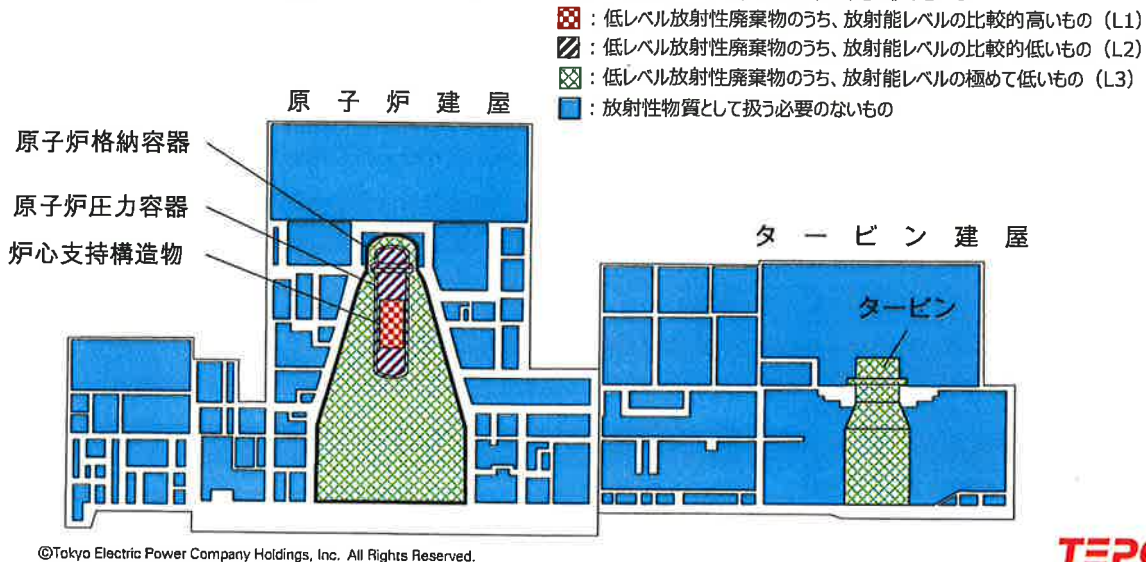 ：低レベル放射性廃棄物のうち、放射能レベルの比較的高いもの（L1）
：低レベル放射性廃棄物のうち、放射能レベルの比較的低いもの（L2）
：低レベル放射性廃棄物のうち、放射能レベルの極めて低いもの（L3）
：放射性物質として扱う必要のないもの
原子炉建屋
原子炉格納容器
原子炉圧力容器
炉心支持構造物
タービン建屋
タービン
©Tokyo Electric Power Company Holdings, Inc. All Rights Reserved.